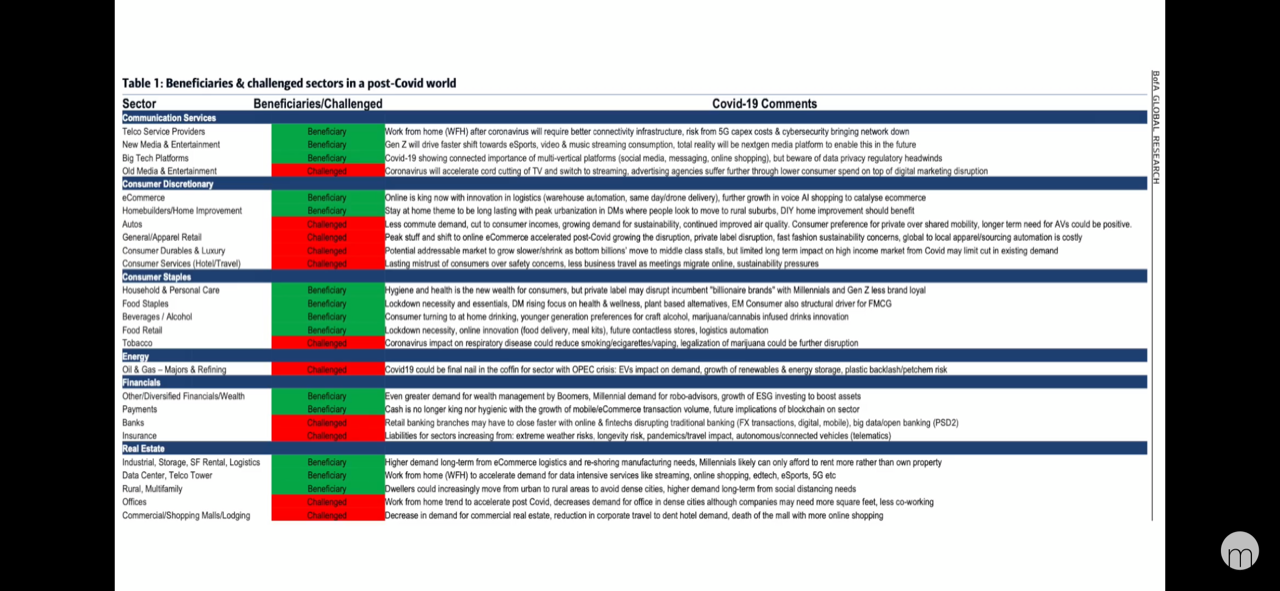 Table 1: Beneficiaries & challenged sectors in a post-Covid world
Sector Beneficiaries/Challenged Covid-19 Comments
Communication Services
Telco Service Providers Beneficiary Work from home (WFH) after coronavirus will require better connectivity infrastructure, risk from 5G capex costs & cybersecurity bringing network down
New Media & Entertainment Beneficiary Gen Z will drive faster shift towards eSports, video & music streaming consumption, total reality will be nextgen media platform to enable this in the future
Big Tech Platforms Beneficiary Covid-19 showing connected importance of multi-vertical platforms (social media, messaging, online shopping), but beware of data privacy regulatory headwinds
Old Media & Entertainment Challenged Coronavirus will accelerate cord cutting of TV and switch to streaming, advertising agencies suffer further through lower consumer spend on top of digital marketing disruption
Consumer Discretionary
eCommerce Beneficiary Online is king now with innovation in logistics (warehouse automation, same day/drone delivery), further growth in voice AI shopping to catalyse ecommerce
Homebuilders/Home Improvement Beneficiary Stay at home theme to be long lasting with peak urbanization in DMs where people look to move to rural suburbs, DIY home improvement should benefit
Autos Challenged Less commute demand, cut to consumer incomes, growing demand for sustainability, continued improved air quality. Consumer preference for private over shared mobility, longer term need for AVs could be positive.
General/Apparel Retail Challenged Peak stuff and shift to online eCommerce accelerated post-Covid growing the disruption, private label disruption, fast fashion sustainability concerns, global to local apparel/sourcing automation is costly
Consumer Durables & Luxury Challenged Potential addressable market to grow slower/shrink as bottom billions' move to middle class stalls, but limited long term impact on high income market from Covid may limit cut in existing demand
Consumer Services (Hotel/Travel) Challenged Lasting mistrust of consumers over safety concerns, less business travel as meetings migrate online, sustainability pressures
Consumer Staples
Household & Personal Care Beneficiary Hygiene and health is the new wealth for consumers, but private label may disrupt incumbent "billionaire brands" with Millennials and Gen Z less brand loyal
Food Staples Beneficiary Lockdown necessity and essentials, DM rising focus on health & wellness, plant based alternatives, EM Consumer also structural driver for FMCG
Beverages / Alcohol Beneficiary Consumer turning to at home drinking, younger generation preferences for craft alcohol, marijuana/cannabis infused drinks innovation
Food Retail Beneficiary Lockdown necessity, online innovation (food delivery, meal kits), future contactless stores, logistics automation
Tobacco Challenged Coronavirus impact on respiratory disease could reduce smoking/ecigarettes/vaping, legalization of marijuana could be further disruption
Energy
Oil & Gas – Majors & Refining Challenged Covid19 could be final nail in the coffin for sector with OPEC crisis: EVs impact on demand, growth of renewables & energy storage, plastic backlash/petchem risk
Financials
Other/Diversified Financials/Wealth Beneficiary Even greater demand for wealth management by Boomers, Millennial demand for robo-advisors, growth of ESG investing to boost assets
Payments Beneficiary Cash is no longer king nor hygienic with the growth of mobile/eCommerce transaction volume, future implications of blockchain on sector
Banks Challenged Retail banking branches may have to close faster with online & fintechs disrupting traditional banking (FX transactions, digital, mobile), big data/open banking (PSD2)
Insurance Challenged Liabilities for sectors increasing from: extreme weather risks, longevity risk, pandemics/travel impact, autonomous/connected vehicles (telematics)
Real Estate
Industrial, Storage, SF Rental, Logistics Beneficiary Higher demand long-term from eCommerce logistics and re-shoring manufacturing needs, Millennials likely can only afford to rent more rather than own property
Data Center, Telco Tower Beneficiary Work from home (WFH) to accelerate demand for data intensive services like streaming, online shopping, edtech, eSports, 5G etc
Rural, Multifamily Beneficiary Dwellers could increasingly move from urban to rural areas to avoid dense cities, higher demand long-term from social distancing needs
Offices Challenged Work from home trend to accelerate post Covid, decreases demand for office in dense cities although companies may need more square feet, less co-working
Commercial/Shopping Malls/Lodging Challenged Decrease in demand for commercial real estate, reduction in corporate travel to dent hotel demand, death of the mall with more online shopping
BofA GLOBAL RESEARCH
m